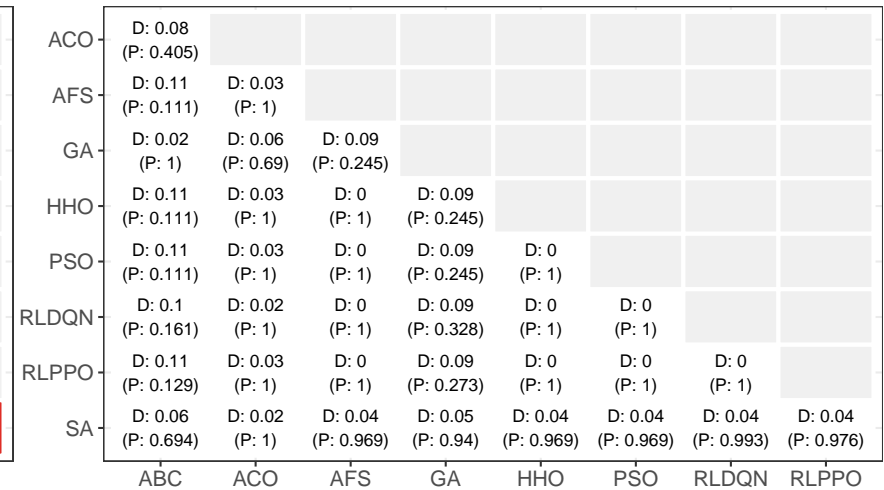 ACO
D: 0.08
(P: 0.405)
AFS
D: 0.11 D: 0.03
(P: 0.111) (P: 1)
GA
D: 0.02 D: 0.06 D: 0.09
(P: 1) (P: 0.69) (P: 0.245)
HHO
D: 0.11 D: 0.03 D: 0 D: 0.09
(P: 0.111) (P: 1) (P: 1) (P: 0.245)
PSO
D: 0.11 D: 0.03 D: 0 D: 0.09 D: 0
(P: 0.111) (P: 1) (P: 1) (P: 0.245) (P: 1)
RLDQN
D: 0.1 D: 0.02 D: 0 D: 0.09 D: 0 D: 0
(P: 0.161) (P: 1) (P: 1) (P: 0.328) (P: 1) (P: 1)
RLPPO
D: 0.11 D: 0.03 D: 0 D: 0.09 D: 0 D: 0 D: 0
(P: 0.129) (P: 1) (P: 1) (P: 0.273) (P: 1) (P: 1) (P: 1)
SA
D: 0.06 D: 0.02 D: 0.04 D: 0.05 D: 0.04 D: 0.04 D: 0.04 D: 0.04
(P: 0.694) (P: 1) (P: 0.969) (P: 0.94) (P: 0.969) (P: 0.969) (P: 0.993) (P: 0.976)
ABC ACO AFS GA HHO PSO RLDQN RLPPO